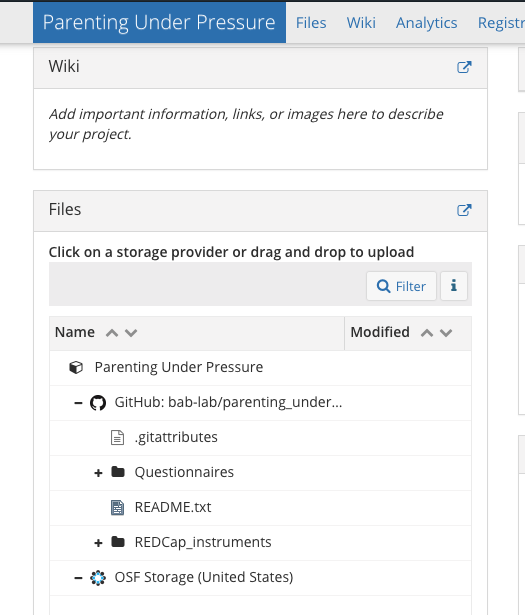 Parenting Under Pressure Files Wiki Analytics
Wiki
Add important information, links, or images here to describe
your project.
Files
Click on a storage provider or drag and drop to upload
Filter
Name Modified
Parenting Under Pressure
GitHub: bab-lab/parenting_under...
.gitattributes
Questionnaires
README.txt
REDCap_instruments
OSF Storage (United States)